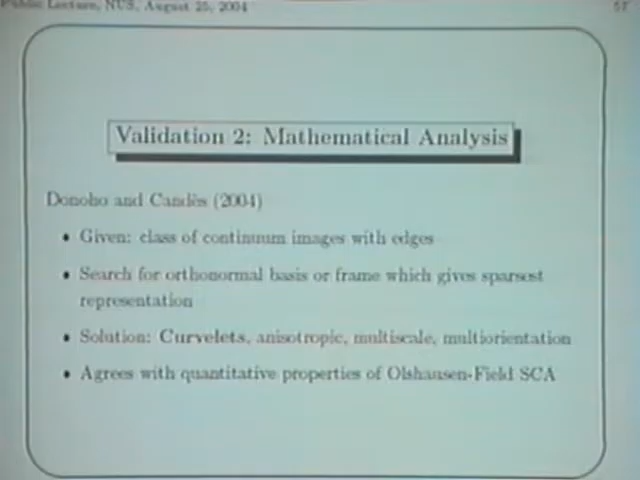 Public Lecture, NUS, August 25, 2004
57
Validation 2: Mathematical Analysis
Donoho and Candès (2004)
• Given: class of continuum images with edges
• Search for orthonormal basis or frame which gives sparsest
representation
• Solution: Curvelets, anisotropic, multiscale, multiorientation
• Agrees with quantitative properties of Olshausen-Field SCA